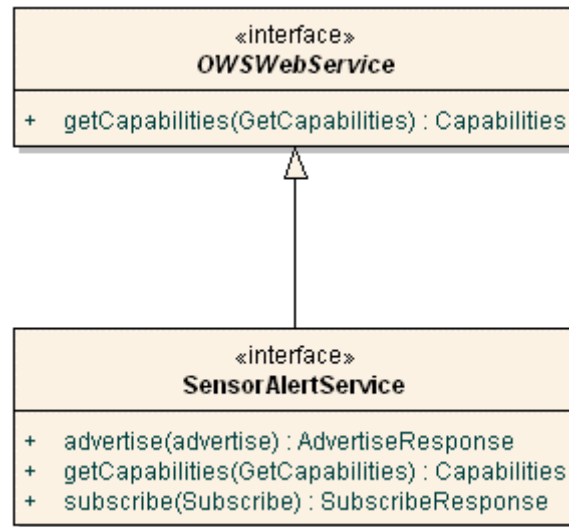 «interface»
OWSWebService
+ getCapabilities(GetCapabilities) : Capabilities
«interface»
SensorAlertService
+ advertise(advertise) : AdvertiseResponse
+ getCapabilities(GetCapabilities) : Capabilities
+ subscribe(Subscribe) : SubscribeResponse